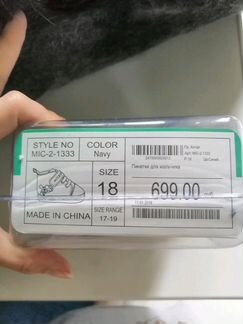 STYLE NO
MIC-2-1333
COLOR
Navy
SIZE
18
MADE IN CHINA
SIZE RANGE
17-19
Пинетки для мальчика
699.00